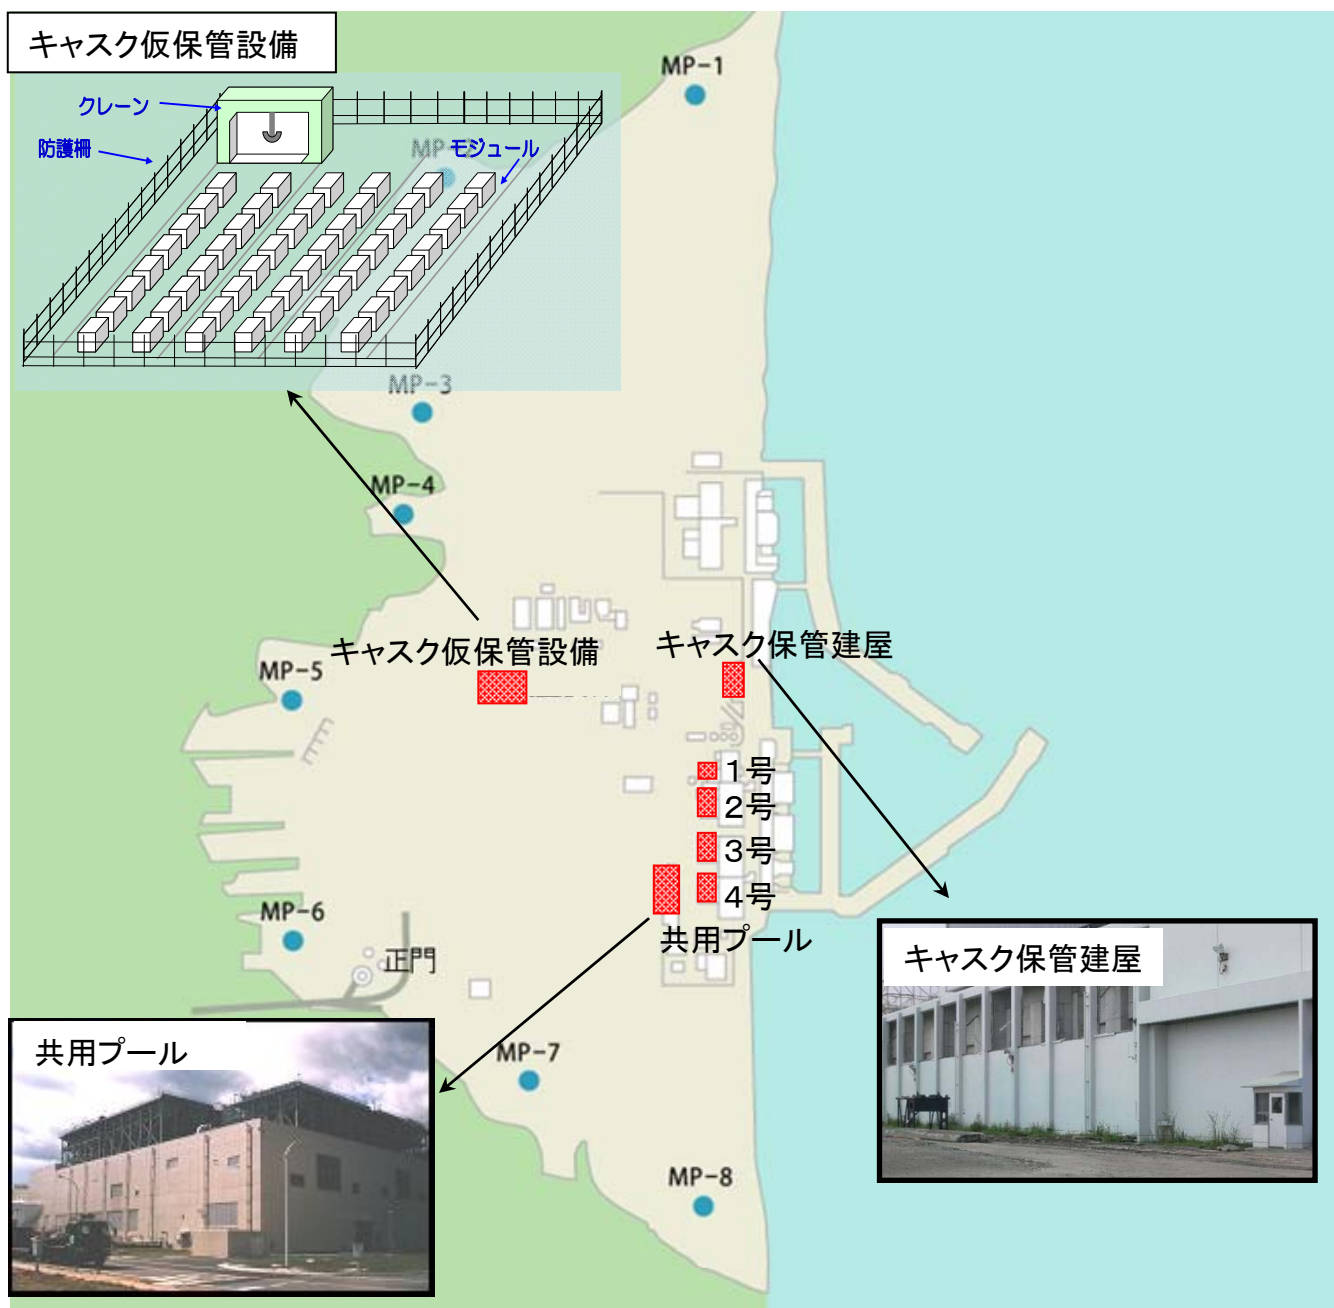 キャスク仮保管設備
MP-1
クレーン
防護柵
MP-2
モジュール
MP-3
MP-4
キャスク仮保管設備
キャスク保管建屋
MP-5
1号
2号
3号
4号
MP-6
共用プール
正門
キャスク保管建屋
共用プール
MP-7
MP-8